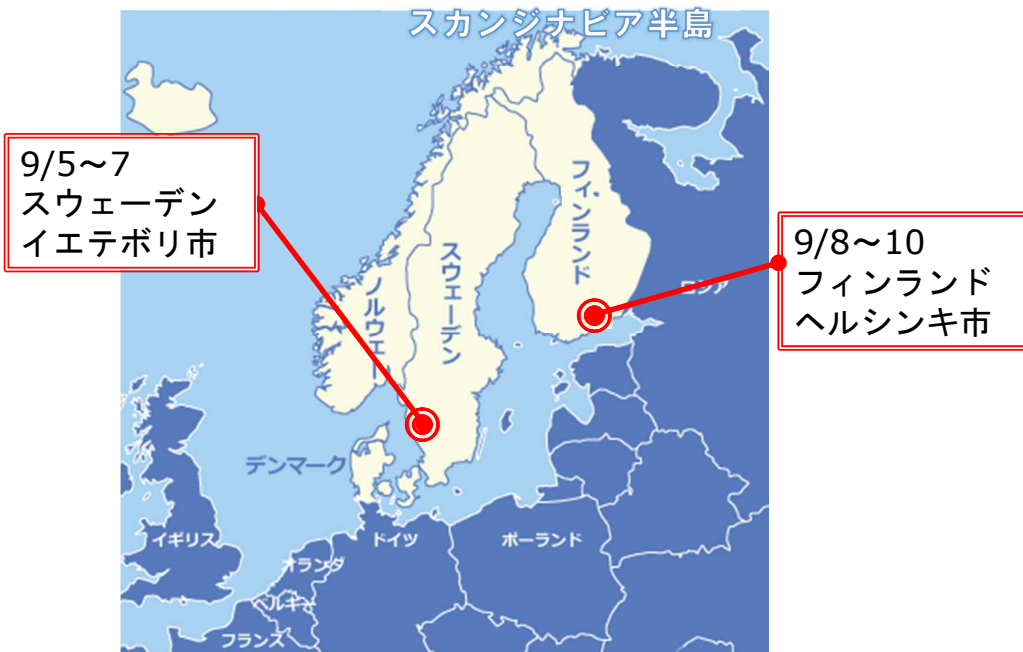 スカンジナビア半島
9/5～7
スウェーデン
イエテボリ市
9/8～10
フィンランド
ヘルシンキ市
フィンランド
スウェーデン
ノルウェー
ロシア
デンマーク
イギリス
ドイツ
ポーランド
オランダ
ベルギー
フランス